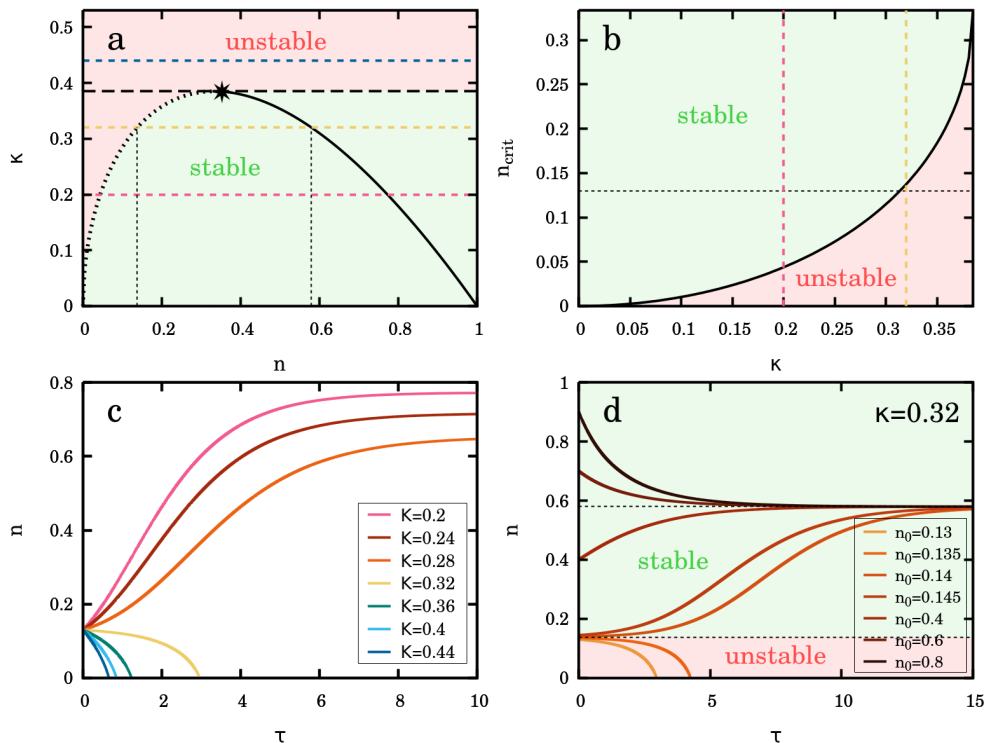 a
unstable
stable
κ
0.5
0.4
0.3
0.2
0.1
0
0 0.2 0.4 0.6 0.8 1
n
b
stable
unstable
n_crit
0.3
0.25
0.2
0.15
0.1
0.05
0
0.05 0.1 0.15 0.2 0.25 0.3 0.35
κ
c
n
0.8
0.6
0.4
0.2
0
0 2 4 6 8 10
τ
K=0.2
K=0.24
K=0.28
K=0.32
K=0.36
K=0.4
K=0.44
d
κ=0.32
stable
unstable
n
1
0.8
0.6
0.4
0.2
0
0 5 10 15
τ
n₀=0.13
n₀=0.135
n₀=0.14
n₀=0.145
n₀=0.4
n₀=0.6
n₀=0.8